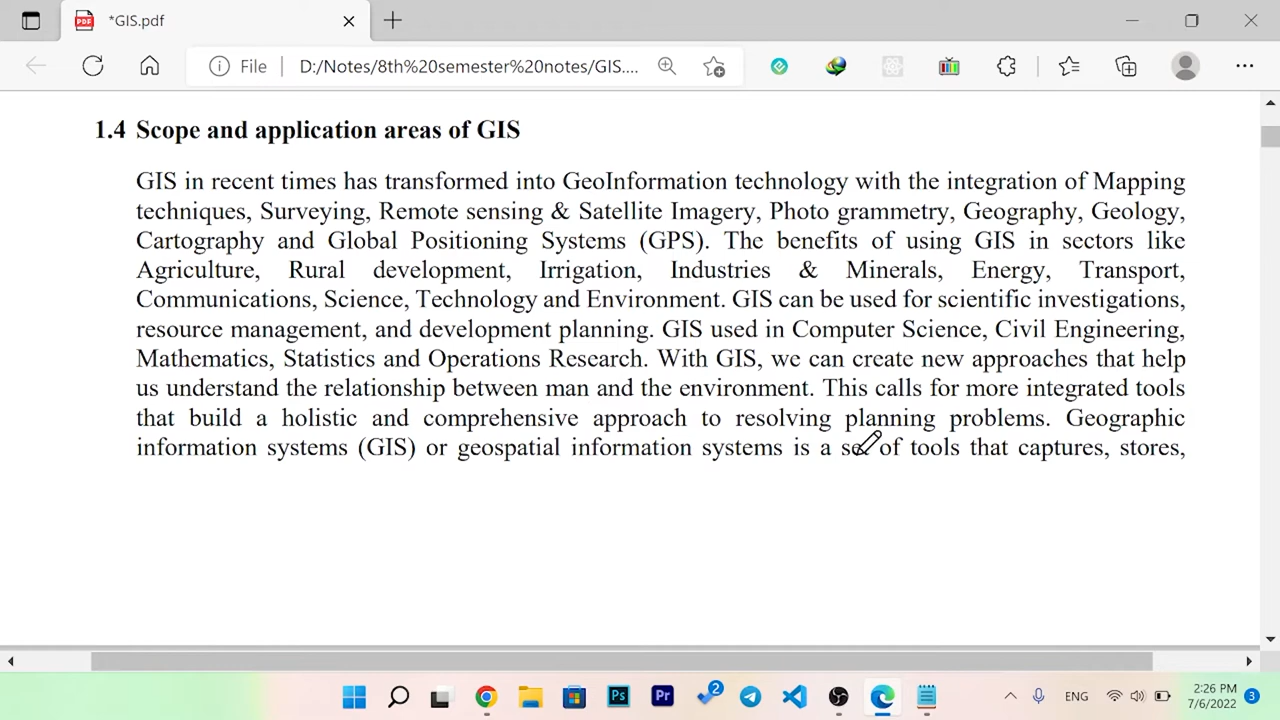 *GIS.pdf
File
D:/Notes/8th%20semester%20notes/GIS....
1.4 Scope and application areas of GIS
GIS in recent times has transformed into GeoInformation technology with the integration of Mapping
techniques, Surveying, Remote sensing & Satellite Imagery, Photo grammetry, Geography, Geology,
Cartography and Global Positioning Systems (GPS). The benefits of using GIS in sectors like
Agriculture, Rural development, Irrigation, Industries & Minerals, Energy, Transport,
Communications, Science, Technology and Environment. GIS can be used for scientific investigations,
resource management, and development planning. GIS used in Computer Science, Civil Engineering,
Mathematics, Statistics and Operations Research. With GIS, we can create new approaches that help
us understand the relationship between man and the environment. This calls for more integrated tools
that build a holistic and comprehensive approach to resolving planning problems. Geographic
information systems (GIS) or geospatial information systems is a set of tools that captures, stores,
Ps
Pr
2
ENG
2:26 PM
7/6/2022
3